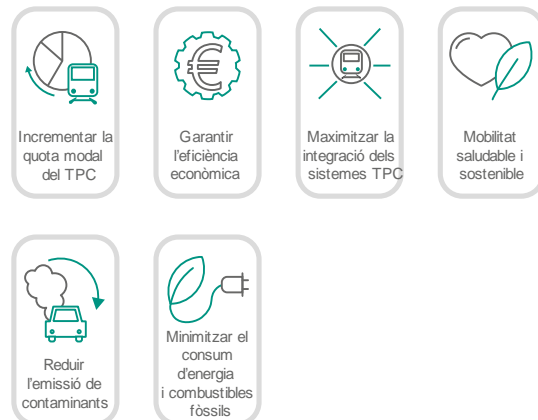 Incrementar la
quota modal
del TPC
Garantir
l'eficiència
econòmica
Maximitzar la
integració dels
sistemes TPC
Mobilitat
saludable i
sostenible
Reduir
l'emissió de
contaminants
Minimitzar el
consum
d'energia
i combustibles
fòssils